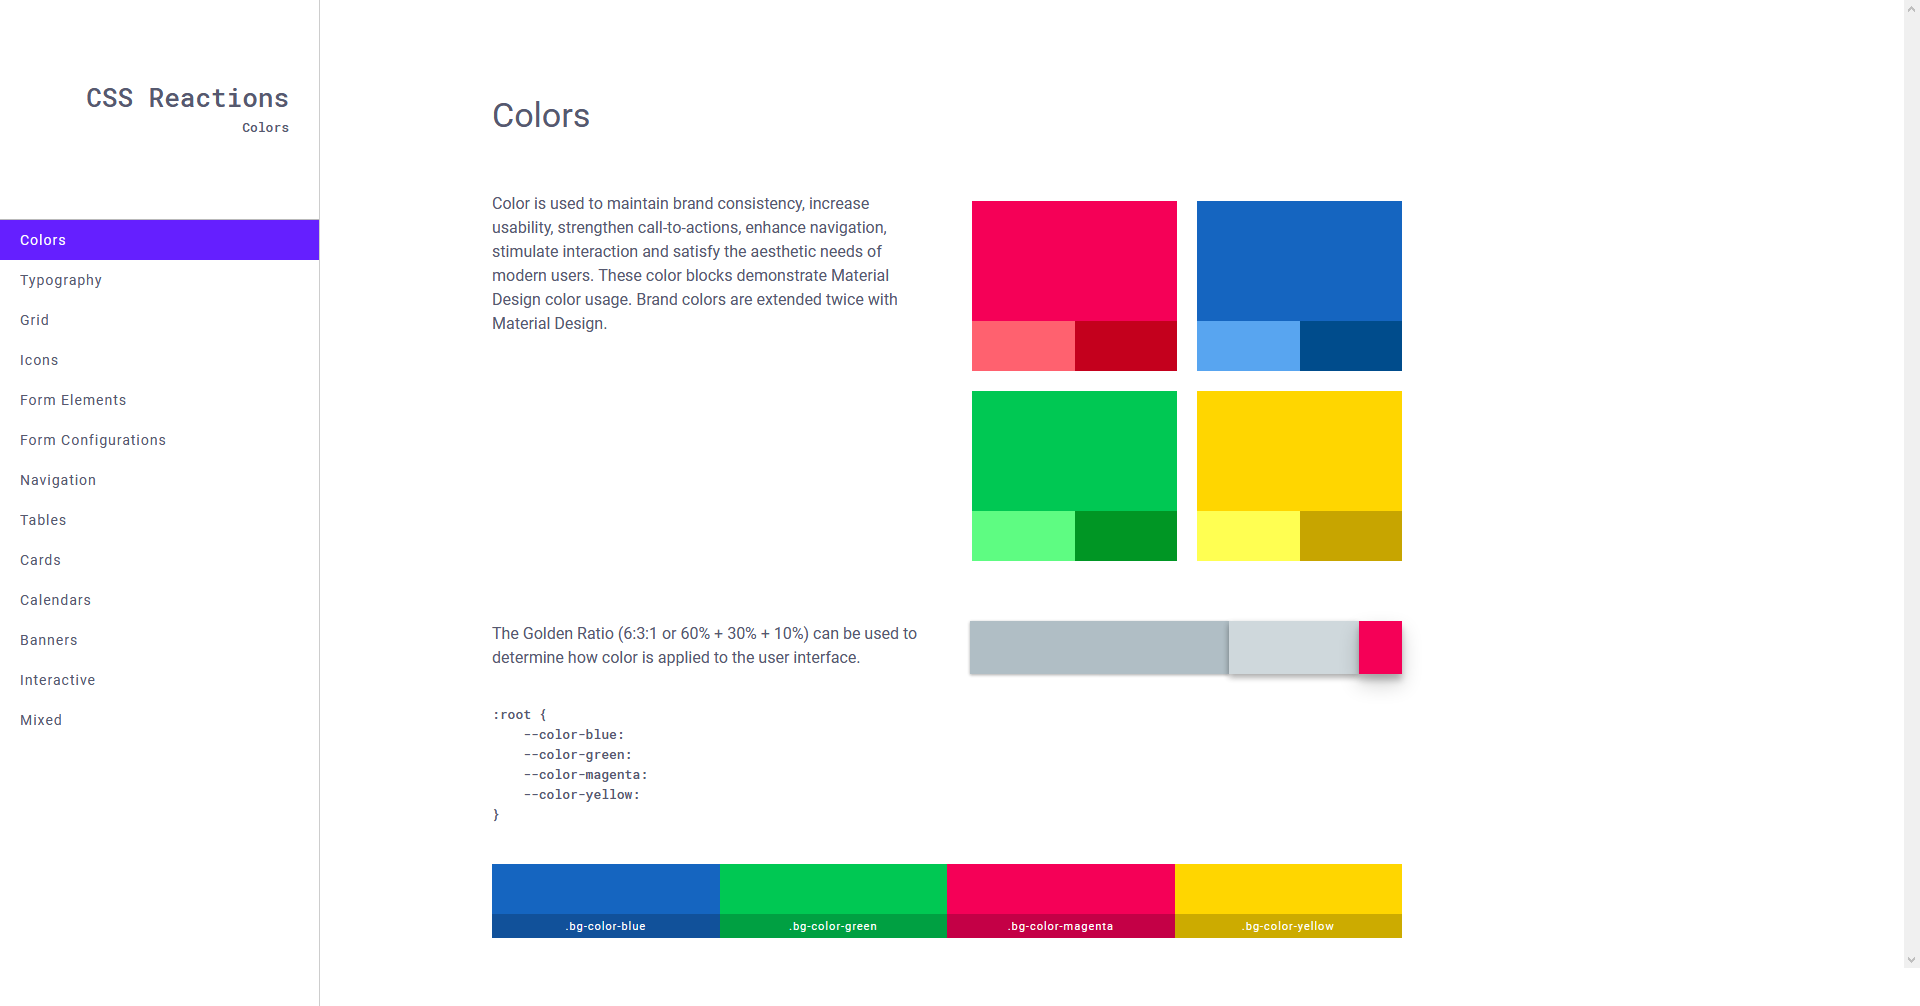 CSS Reactions
Colors
Colors
Typography
Grid
Icons
Form Elements
Form Configurations
Navigation
Tables
Cards
Calendars
Banners
Interactive
Mixed
Colors
Color is used to maintain brand consistency, increase
usability, strengthen call-to-actions, enhance navigation,
stimulate interaction and satisfy the aesthetic needs of
modern users. These color blocks demonstrate Material
Design color usage. Brand colors are extended twice with
Material Design.
The Golden Ratio (6:3:1 or 60% + 30% + 10%) can be used to
determine how color is applied to the user interface.
:root {
    --color-blue:
    --color-green:
    --color-magenta:
    --color-yellow:
}
.bg-color-blue
.bg-color-green
.bg-color-magenta
.bg-color-yellow